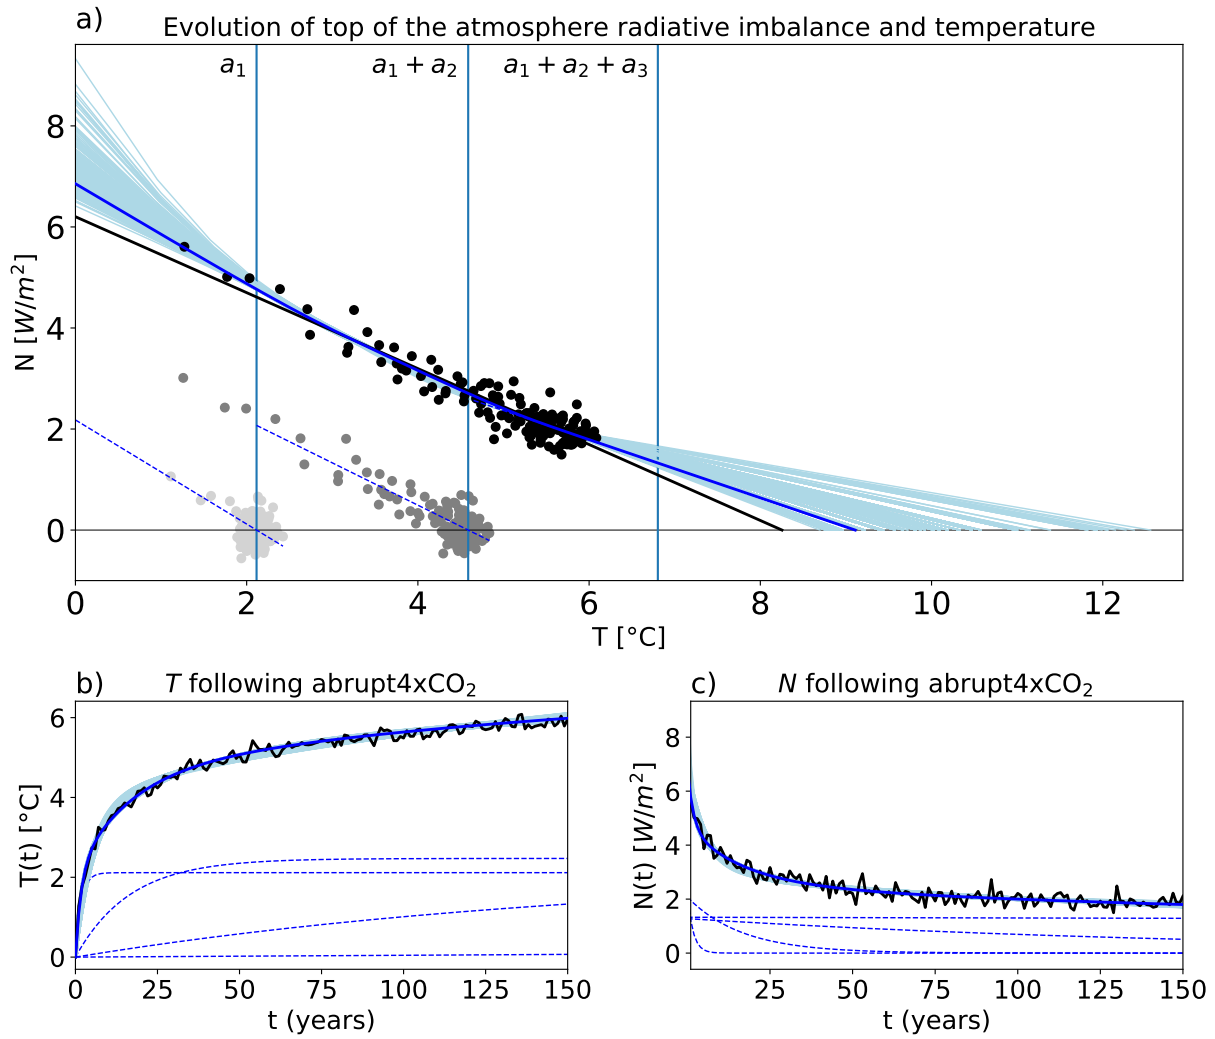 a)
Evolution of top of the atmosphere radiative imbalance and temperature
a₁
a₁ + a₂
a₁ + a₂ + a₃
N [W/m²]
8
6
4
2
0
0 2 4 6 8 10 12
T [°C]
b)
T following abrupt4xCO₂
T(t) [°C]
6
4
2
0
0 25 50 75 100 125 150
t (years)
c)
N following abrupt4xCO₂
N(t) [W/m²]
8
6
4
2
0
25 50 75 100 125 150
t (years)